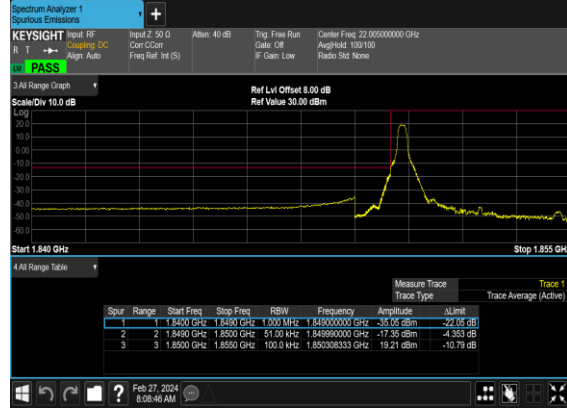 Spectrum Analyzer 1
Spurious Emissions
+
KEYSIGHT Input: RF Input Z: 50 Ω Atten: 40 dB Trig: Free Run Center Freq: 22.005000000 GHz
R T Coupling: DC Corr CCorr Gate: Off Avg|Hold: 100/100
Align: Auto Freq Ref: Int (S) IF Gain: Low Radio Std: None
LW PASS
3 All Range Graph
Ref Lvl Offset 8.00 dB
Scale/Div 10.0 dB Ref Value 30.00 dBm
Log
20.0
10.0
0.00
-10.0
-20.0
-30.0
-40.0
-50.0
-60.0
Start 1.840 GHz Stop 1.855 GH
4 All Range Table
Measure Trace Trace 1
Trace Type Trace Average (Active)
Spur Range Start Freq Stop Freq RBW Frequency Amplitude ΔLimit
1 1 1.8400 GHz 1.8490 GHz 1.000 MHz 1.849000000 GHz -35.05 dBm -22.05 dB
2 2 1.8490 GHz 1.8500 GHz 51.00 kHz 1.849990000 GHz -17.35 dBm -4.353 dB
3 3 1.8500 GHz 1.8550 GHz 100.0 kHz 1.850308333 GHz 19.21 dBm -10.79 dB
? Feb 27, 2024
8:08:46 AM